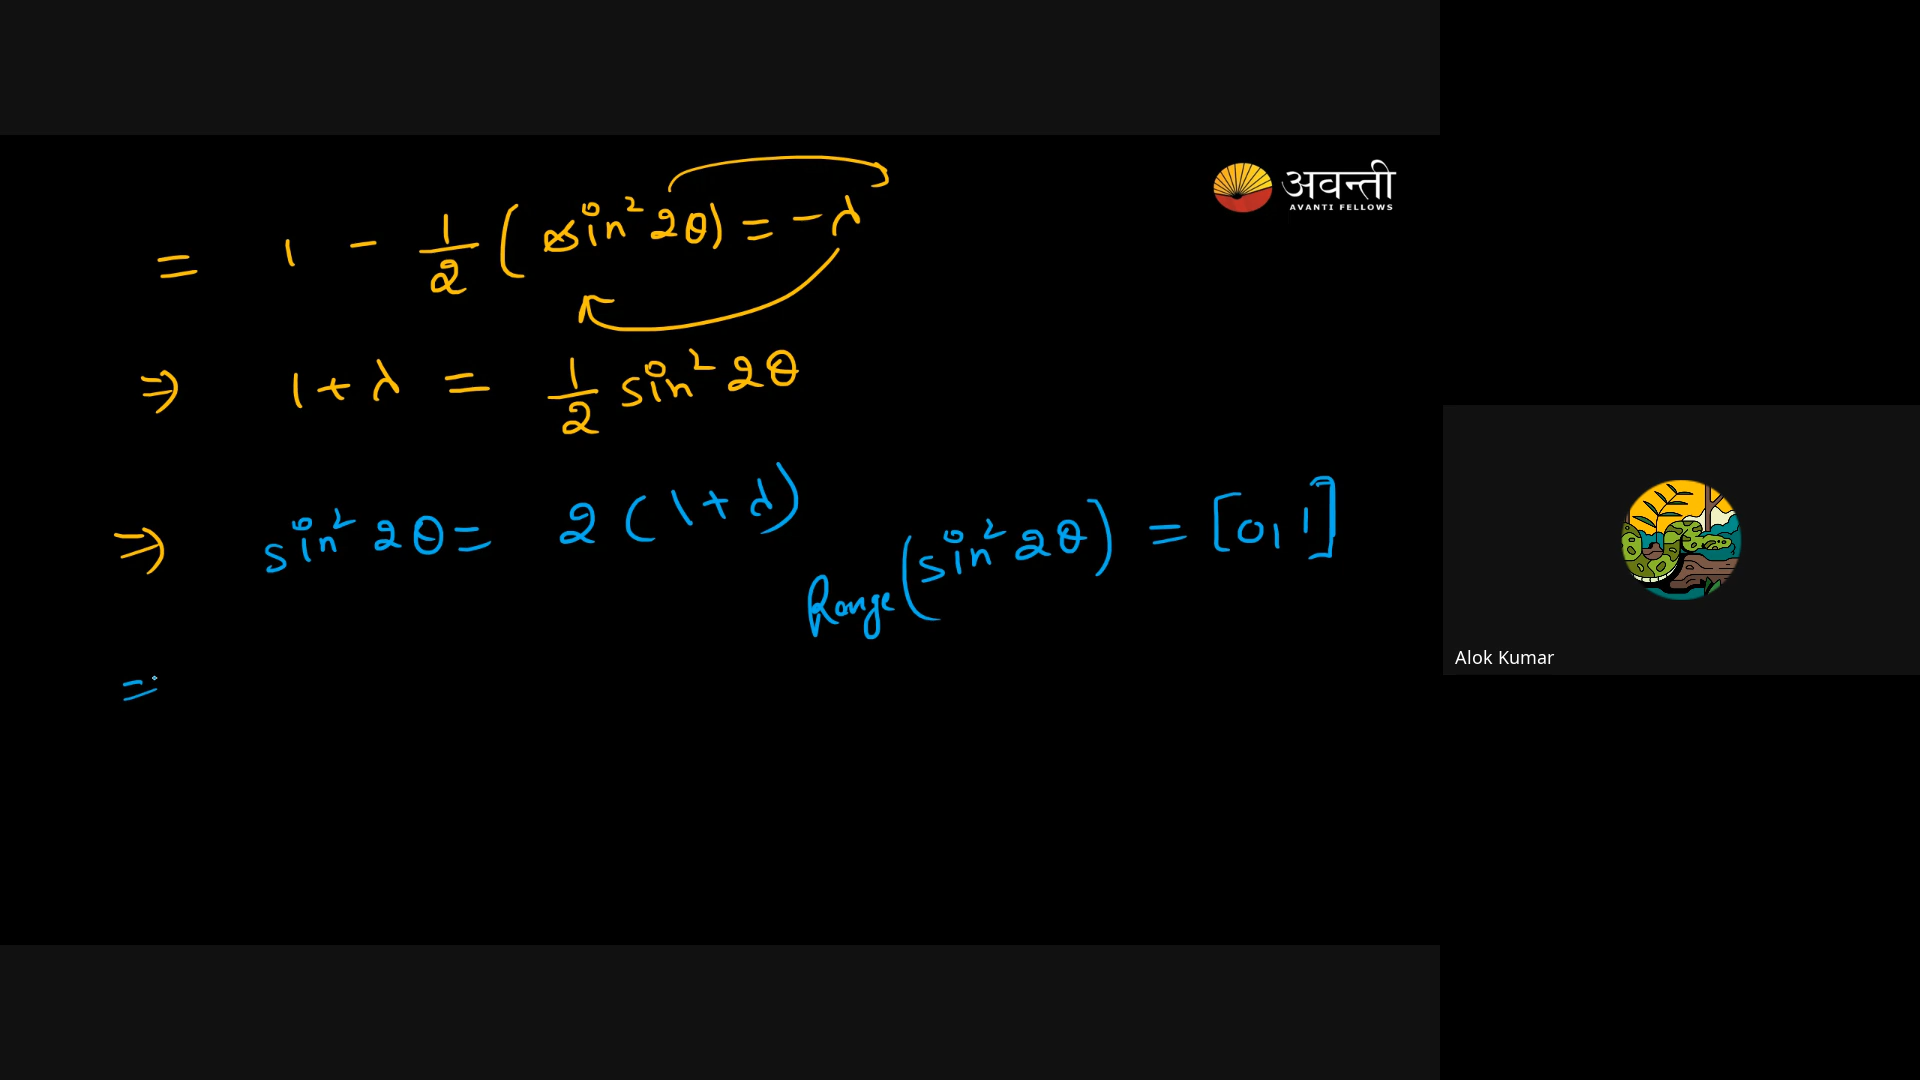 अवन्ती
AVANTI FELLOWS
= 1 - 1/2 ( sin² 2θ) = -λ
⇒ 1 + λ = 1/2 sin² 2θ
⇒ sin² 2θ = 2 ( 1 + λ)
Range (sin² 2θ) = [0, 1]
=
Alok Kumar